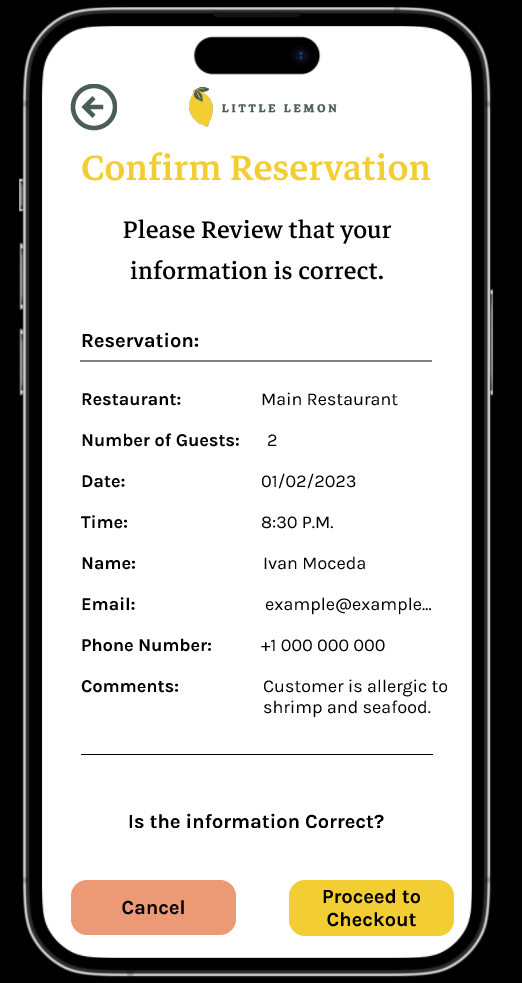 LITTLE LEMON
Confirm Reservation
Please Review that your
information is correct.
Reservation:
Restaurant: Main Restaurant
Number of Guests: 2
Date: 01/02/2023
Time: 8:30 P.M.
Name: Ivan Moceda
Email: example@example...
Phone Number: +1 000 000 000
Comments: Customer is allergic to
shrimp and seafood.
Is the information Correct?
Cancel
Proceed to
Checkout